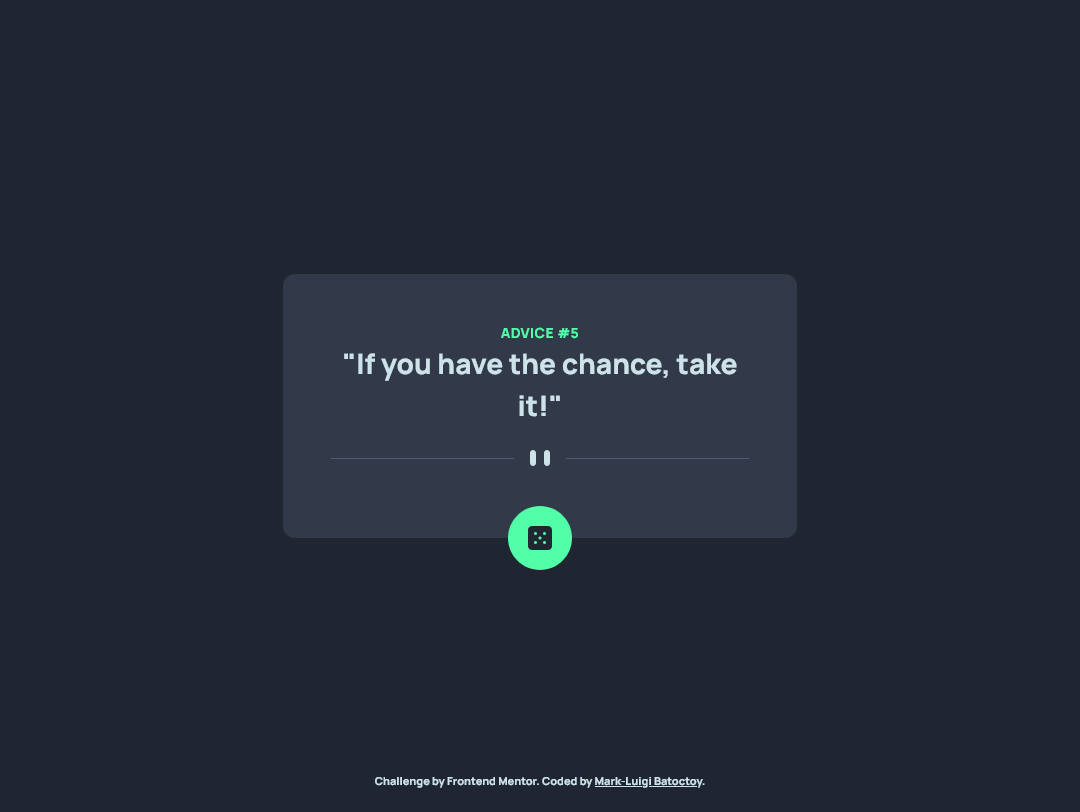 ADVICE #5
"If you have the chance, take
it!"
Challenge by Frontend Mentor. Coded by Mark-Luigi Batoctoy.